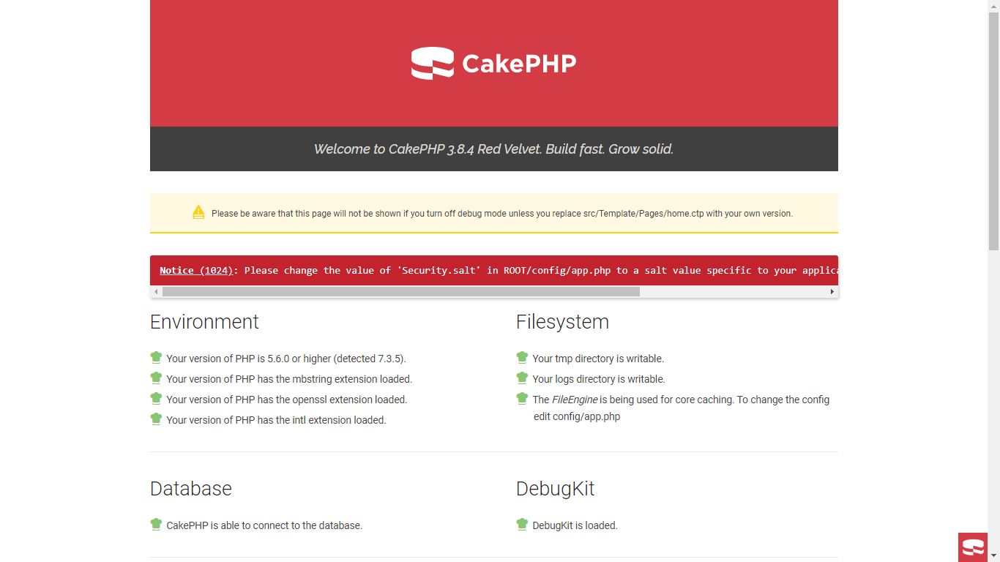 CakePHP
Welcome to CakePHP 3.8.4 Red Velvet. Build fast. Grow solid.
Please be aware that this page will not be shown if you turn off debug mode unless you replace src/Template/Pages/home.ctp with your own version.
Notice (1024): Please change the value of 'Security.salt' in ROOT/config/app.php to a salt value specific to your applica
Environment
Your version of PHP is 5.6.0 or higher (detected 7.3.5).
Your version of PHP has the mbstring extension loaded.
Your version of PHP has the openssl extension loaded.
Your version of PHP has the intl extension loaded.
Filesystem
Your tmp directory is writable.
Your logs directory is writable.
The FileEngine is being used for core caching. To change the config
edit config/app.php
Database
CakePHP is able to connect to the database.
DebugKit
DebugKit is loaded.